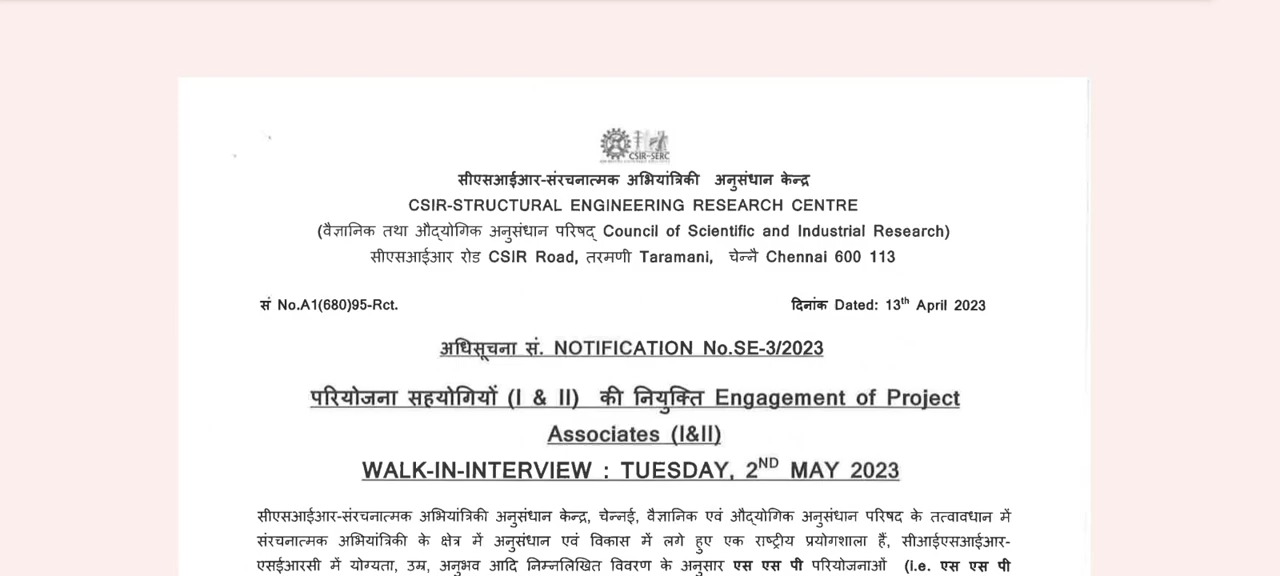 CSIR-SERC
सीएसआईआर-संरचनात्मक अभियांत्रिकी अनुसंधान केन्द्र
CSIR-STRUCTURAL ENGINEERING RESEARCH CENTRE
(वैज्ञानिक तथा औद्योगिक अनुसंधान परिषद् Council of Scientific and Industrial Research)
सीएसआईआर रोड CSIR Road, तरमणी Taramani, चेन्नै Chennai 600 113
सं No.A1(680)95-Rct. दिनांक Dated: 13th April 2023
अधिसूचना सं. NOTIFICATION No.SE-3/2023
परियोजना सहयोगियों (I & II) की नियुक्ति Engagement of Project
Associates (I&II)
WALK-IN-INTERVIEW : TUESDAY, 2ND MAY 2023
सीएसआईआर-संरचनात्मक अभियांत्रिकी अनुसंधान केन्द्र, चेन्नई, वैज्ञानिक एवं औद्योगिक अनुसंधान परिषद के तत्वावधान में
संरचनात्मक अभियांत्रिकी के क्षेत्र में अनुसंधान एवं विकास में लगे हुए एक राष्ट्रीय प्रयोगशाला हैं, सीआईएसआईआर-
एसईआरसी में योग्यता, उम्र, अनुभव आदि निम्नलिखित विवरण के अनुसार एस एस पी परियोजनाओं (i.e. एस एस पी